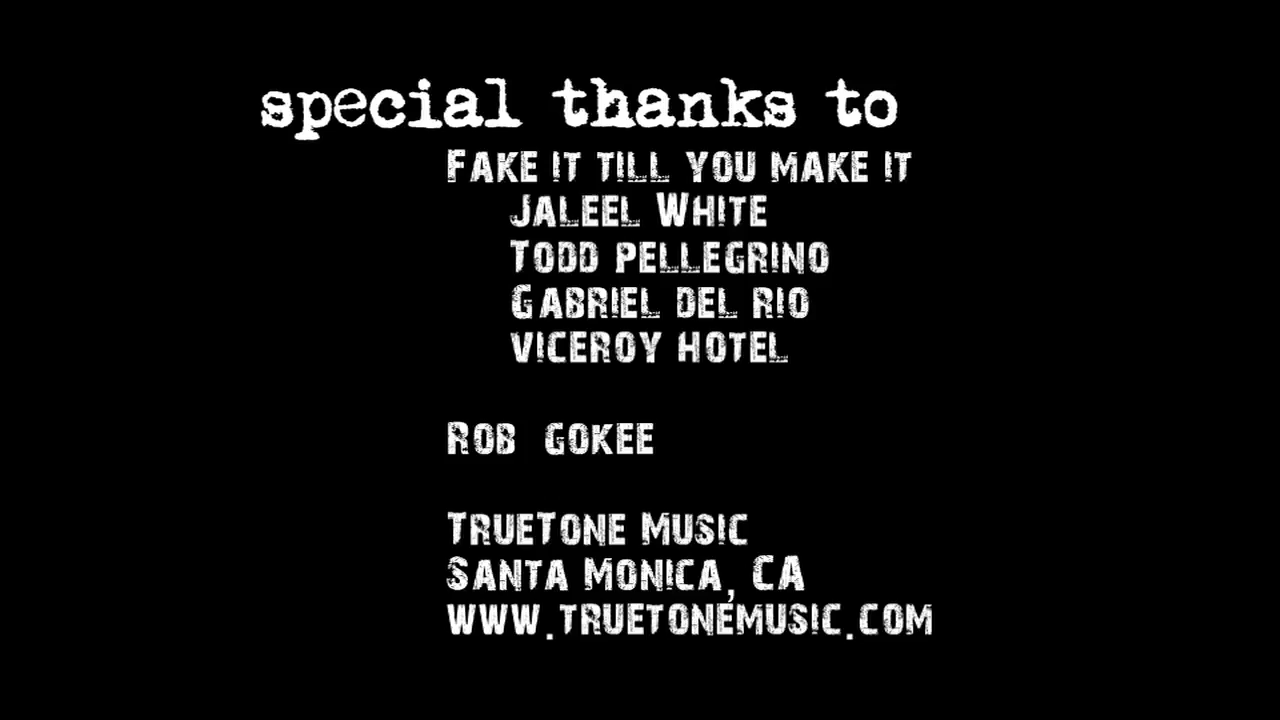 special thanks to
FAKE IT TILL YOU MAKE IT
JALEEL WHITE
TODD PELLEGRINO
GABRIEL DEL RIO
VICEROY HOTEL
ROB GOKEE
TRUETONE MUSIC
SANTA MONICA, CA
WWW.TRUETONEMUSIC.COM